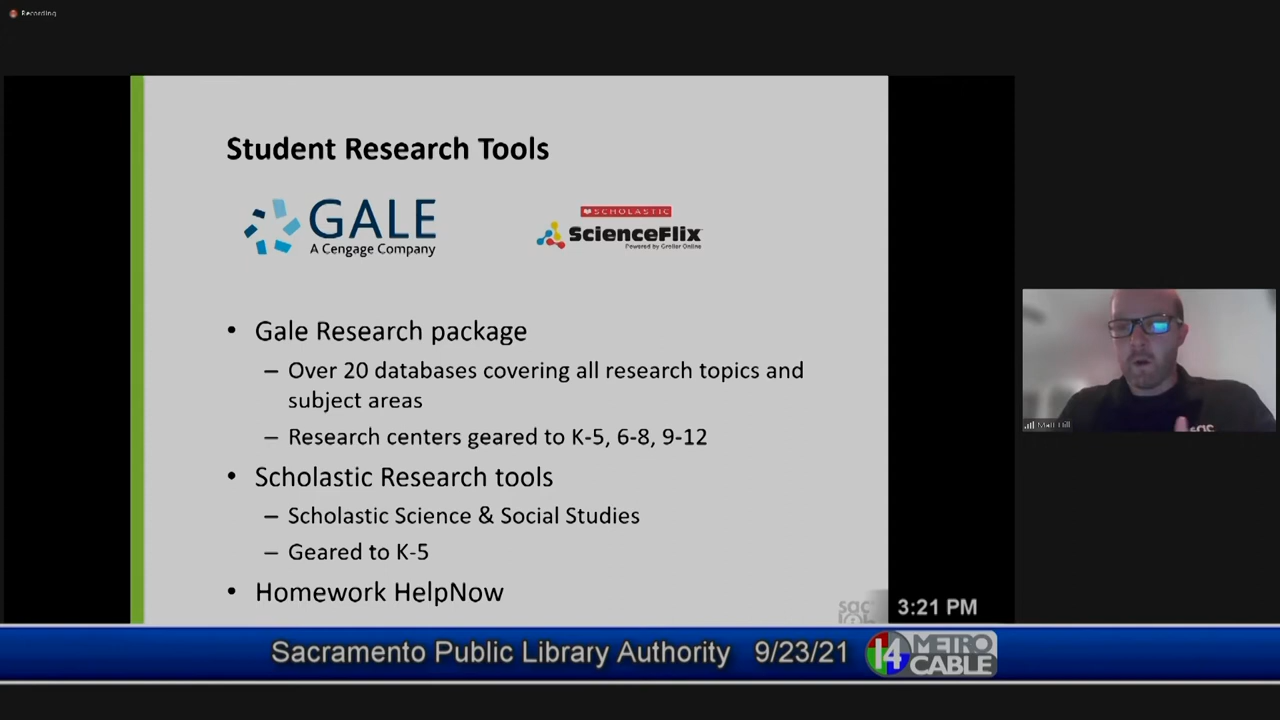 Recording
Student Research Tools
GALE
A Cengage Company
SCHOLASTIC
ScienceFlix
Powered by Grolier Online
• Gale Research package
– Over 20 databases covering all research topics and
subject areas
– Research centers geared to K-5, 6-8, 9-12
• Scholastic Research tools
– Scholastic Science & Social Studies
– Geared to K-5
• Homework HelpNow
Matt Hill
sac
3:21 PM
Sacramento Public Library Authority 9/23/21
14 METRO
CABLE